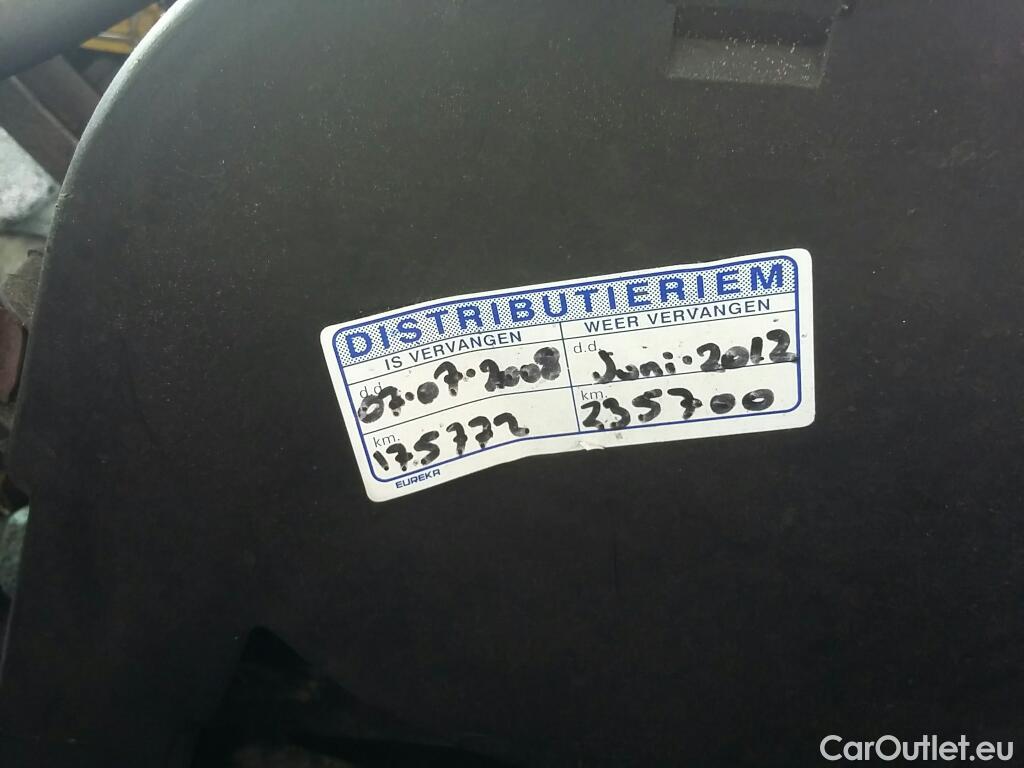 DISTRIBUTIERIEM
IS VERVANGEN
WEER VERVANGEN
d.d. 07-07-2008
d.d. Juni-2012
km. 175772
km. 235700
EUREKA
CarOutlet.eu